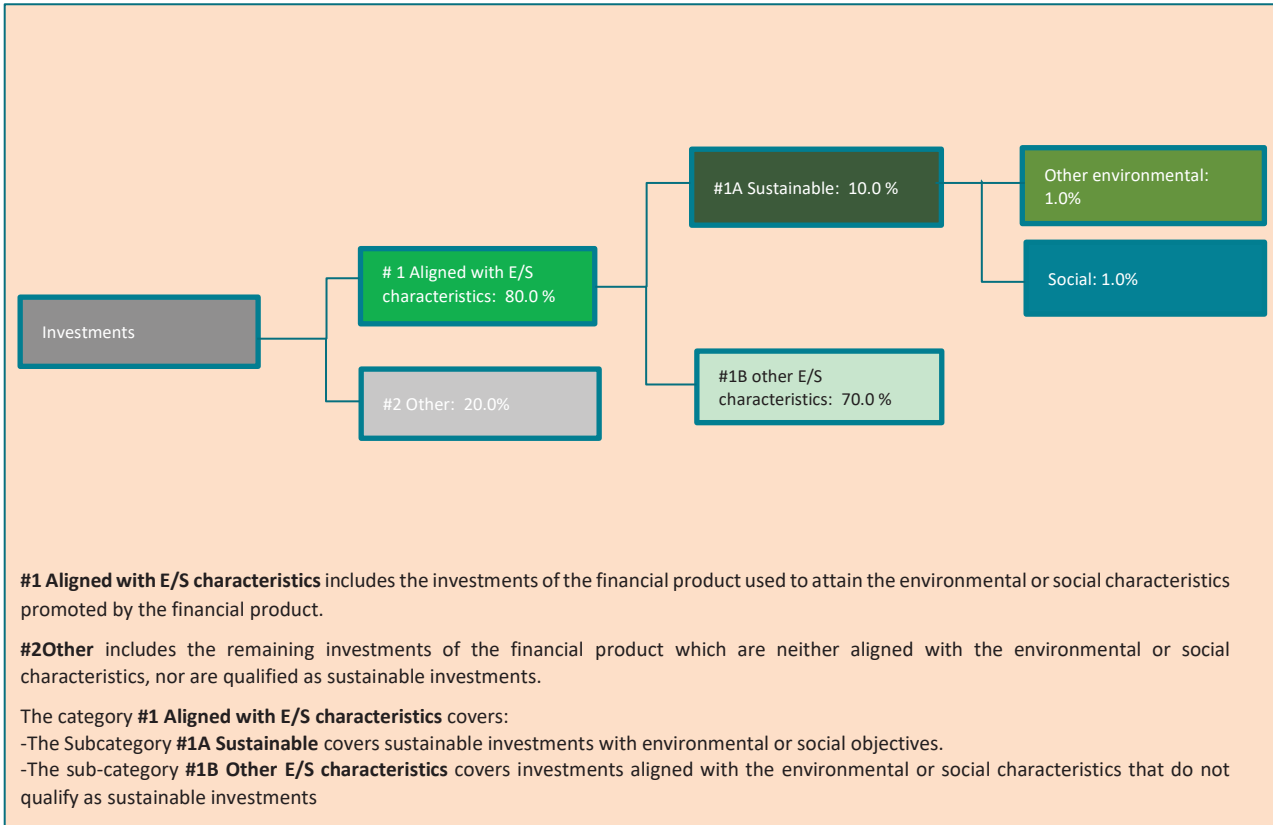 Investments
# 1 Aligned with E/S
characteristics:  80.0 %
#2 Other:  20.0%
#1A Sustainable:  10.0 %
#1B other E/S
characteristics:  70.0 %
Other environmental:
1.0%
Social: 1.0%
#1 Aligned with E/S characteristics includes the investments of the financial product used to attain the environmental or social characteristics
promoted by the financial product.
#2Other includes the remaining investments of the financial product which are neither aligned with the environmental or social
characteristics, nor are qualified as sustainable investments.
The category #1 Aligned with E/S characteristics covers:
-The Subcategory #1A Sustainable covers sustainable investments with environmental or social objectives.
-The sub-category #1B Other E/S characteristics covers investments aligned with the environmental or social characteristics that do not
qualify as sustainable investments